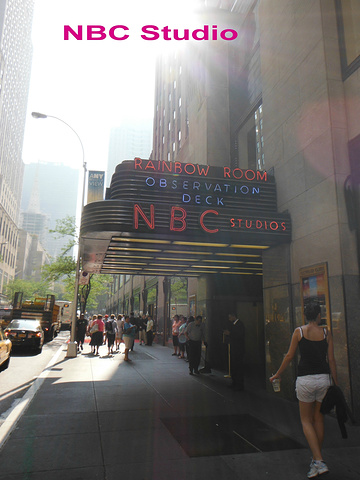 NBC Studio
RAINBOW ROOM
OBSERVATION
DECK
NBC STUDIOS